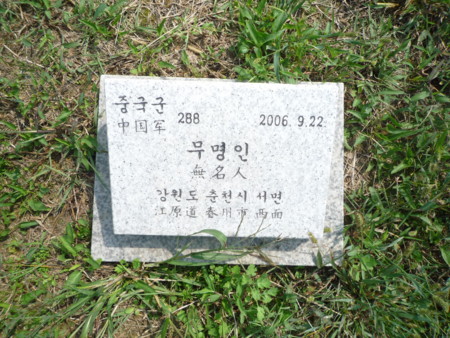 중국군 288 2006. 9.22
中国军
무명인
無名人
강원도 춘천시 서면
江原道 春川市 西面